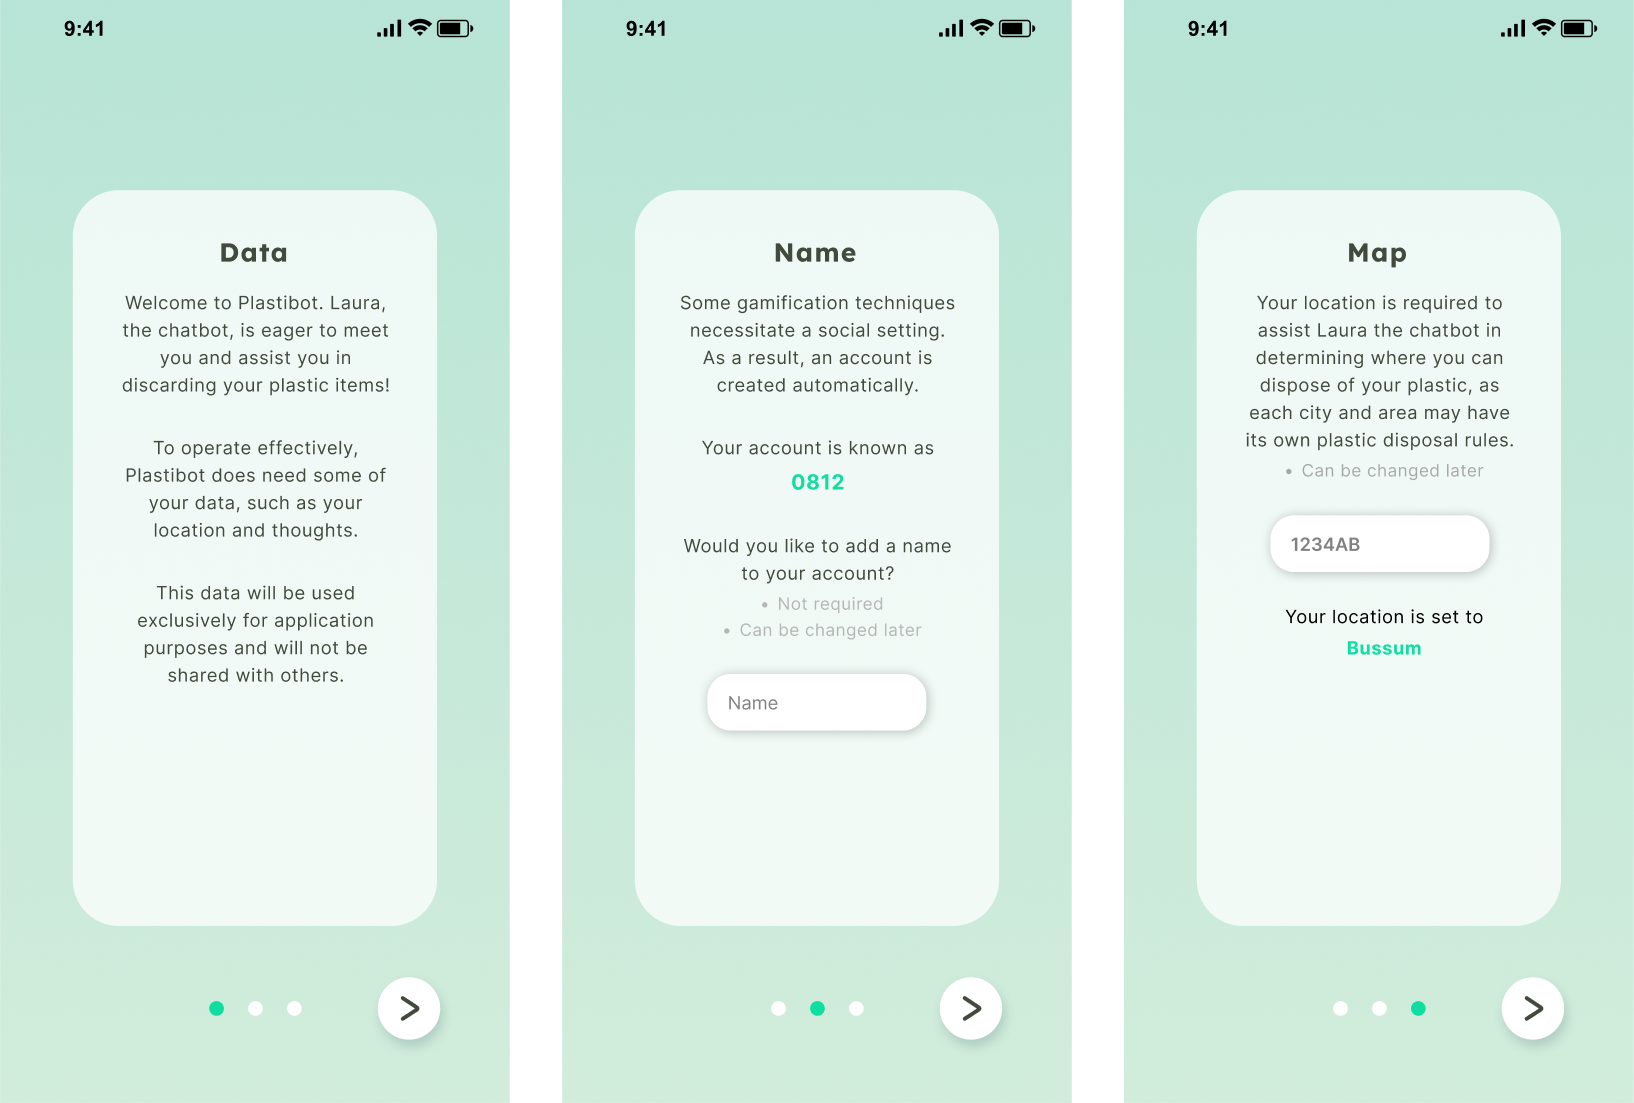 9:41
Data
Welcome to Plastibot. Laura,
the chatbot, is eager to meet
you and assist you in
discarding your plastic items!
To operate effectively,
Plastibot does need some of
your data, such as your
location and thoughts.
This data will be used
exclusively for application
purposes and will not be
shared with others.
9:41
Name
Some gamification techniques
necessitate a social setting.
As a result, an account is
created automatically.
Your account is known as
0812
Would you like to add a name
to your account?
• Not required
• Can be changed later
Name
9:41
Map
Your location is required to
assist Laura the chatbot in
determining where you can
dispose of your plastic, as
each city and area may have
its own plastic disposal rules.
• Can be changed later
1234AB
Your location is set to
Bussum